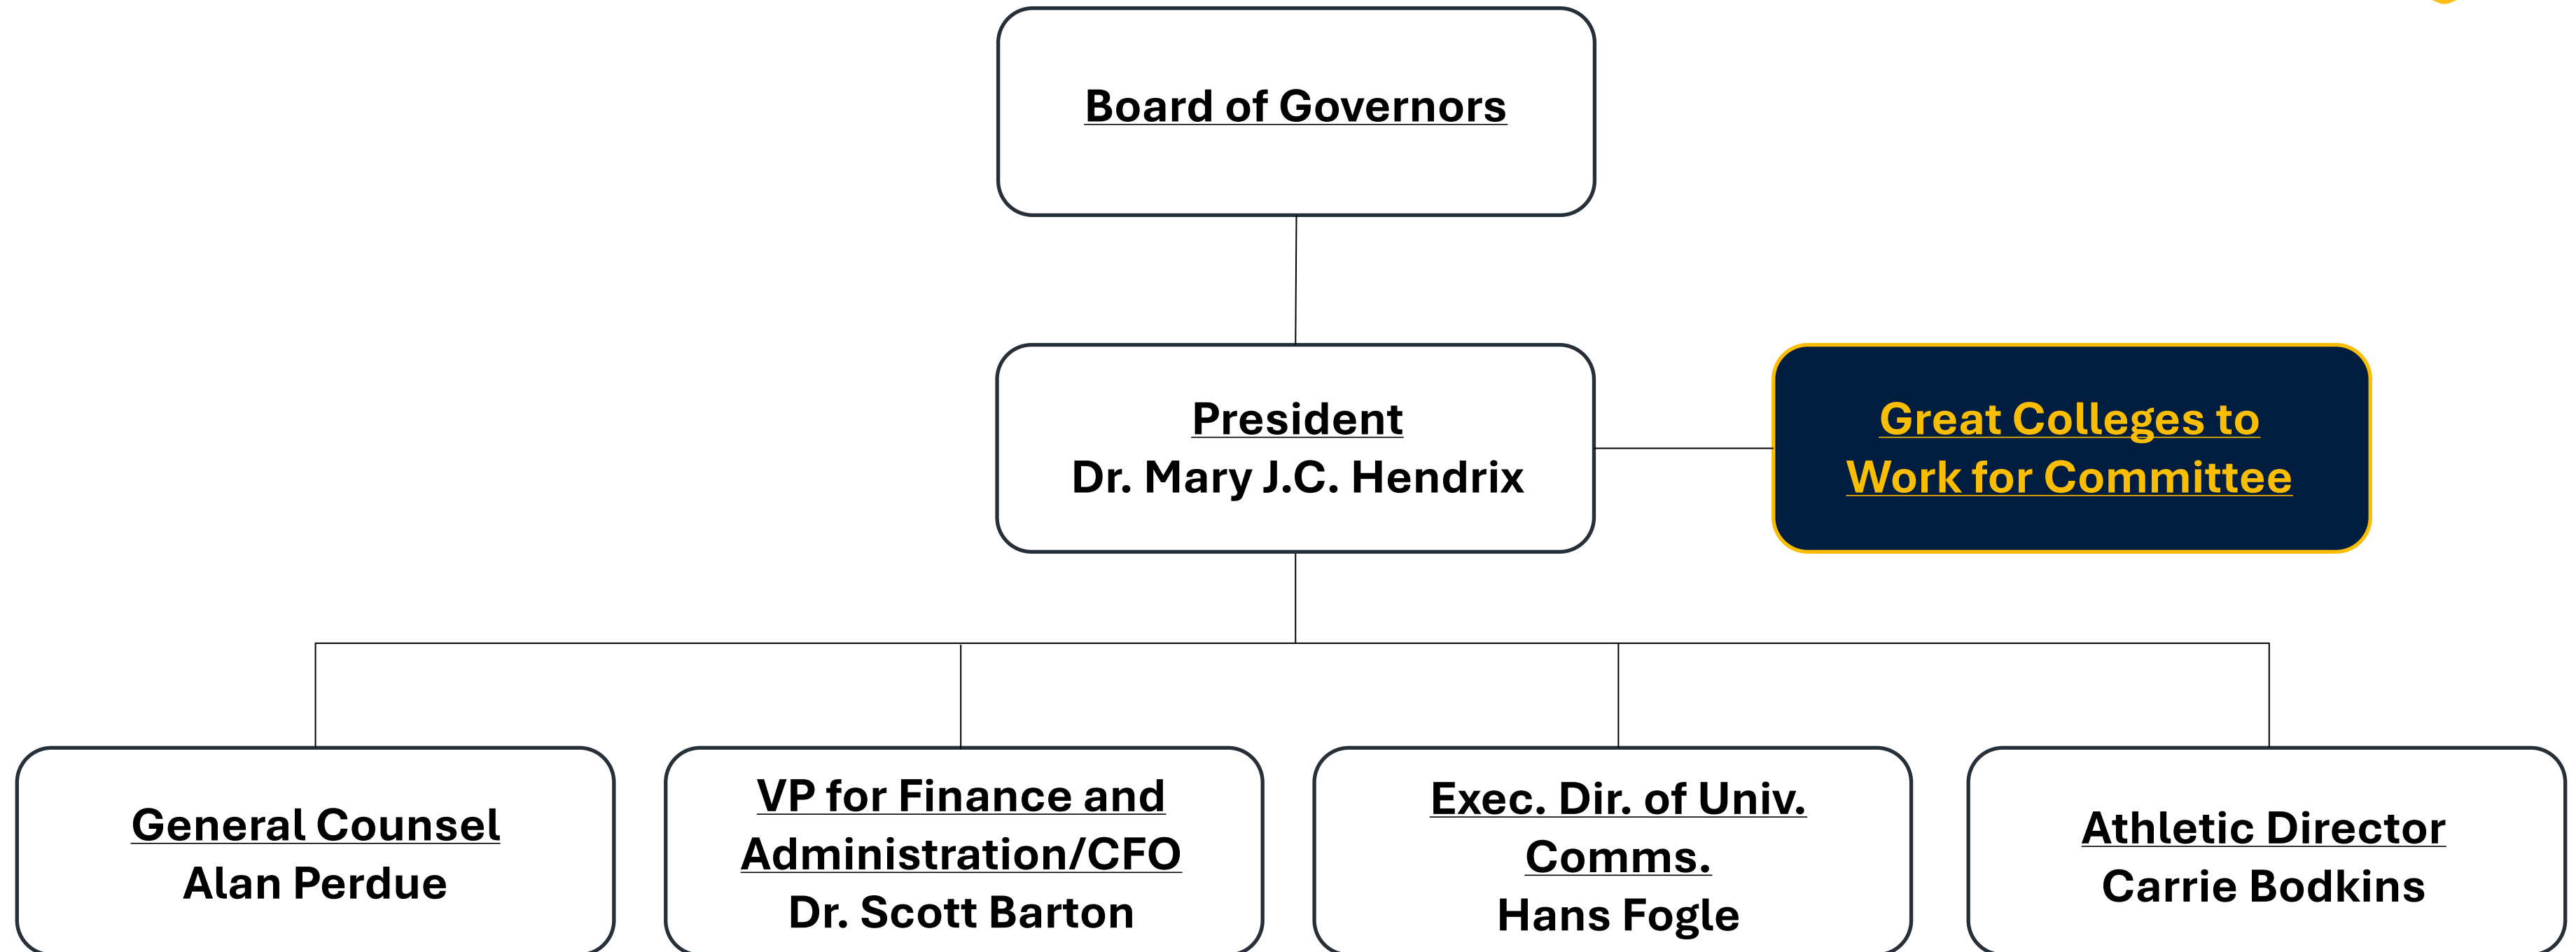 Board of Governors
President
Dr. Mary J.C. Hendrix
Great Colleges to
Work for Committee
General Counsel
Alan Perdue
VP for Finance and
Administration/CFO
Dr. Scott Barton
Exec. Dir. of Univ.
Comms.
Hans Fogle
Athletic Director
Carrie Bodkins